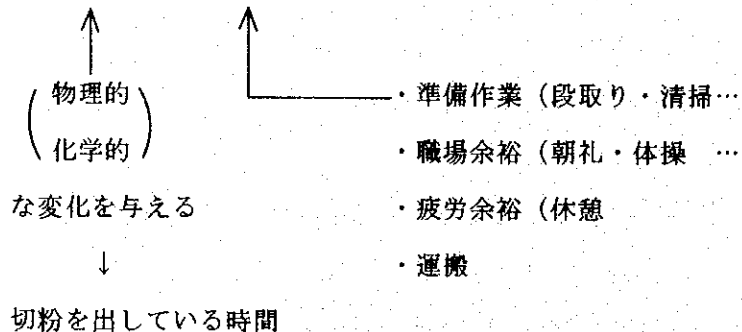 (物理的
化学的)
な変化を与える
↓
切粉を出している時間
・準備作業（段取り・清掃…
・職場余裕（朝礼・体操 …
・疲労余裕（休憩
・運搬